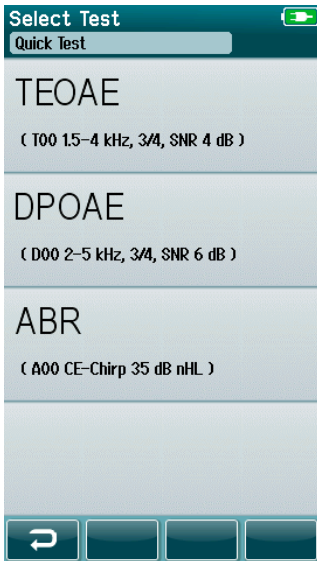 Select Test
Quick Test
TEOAE
( T00 1.5-4 kHz, 3/4, SNR 4 dB )
DPOAE
( D00 2-5 kHz, 3/4, SNR 6 dB )
ABR
( A00 CE-Chirp 35 dB nHL )